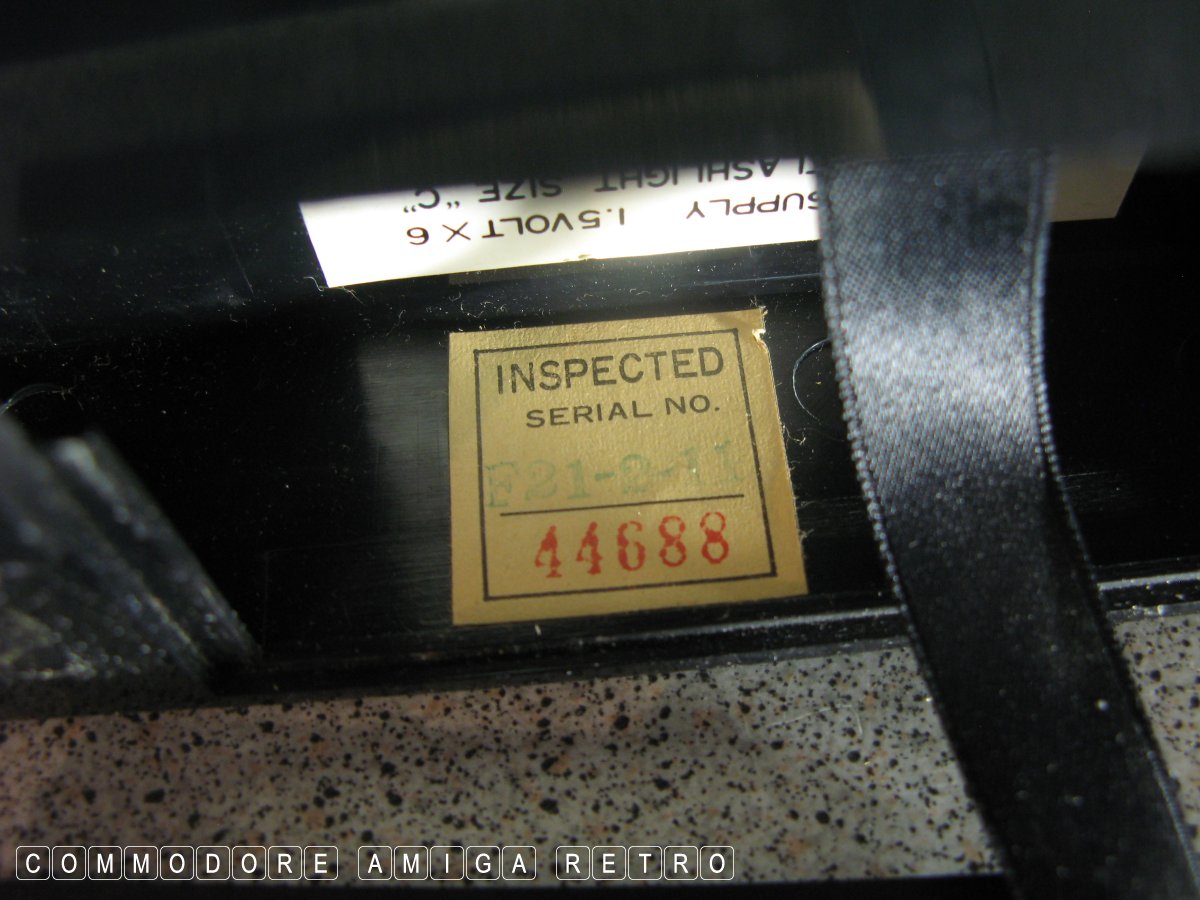 SUPPLY 1.5VOLT X 6
FLASHLIGHT SIZE "C"
INSPECTED
SERIAL NO.
F21-2-11
44688
COMMODORE AMIGA RETRO